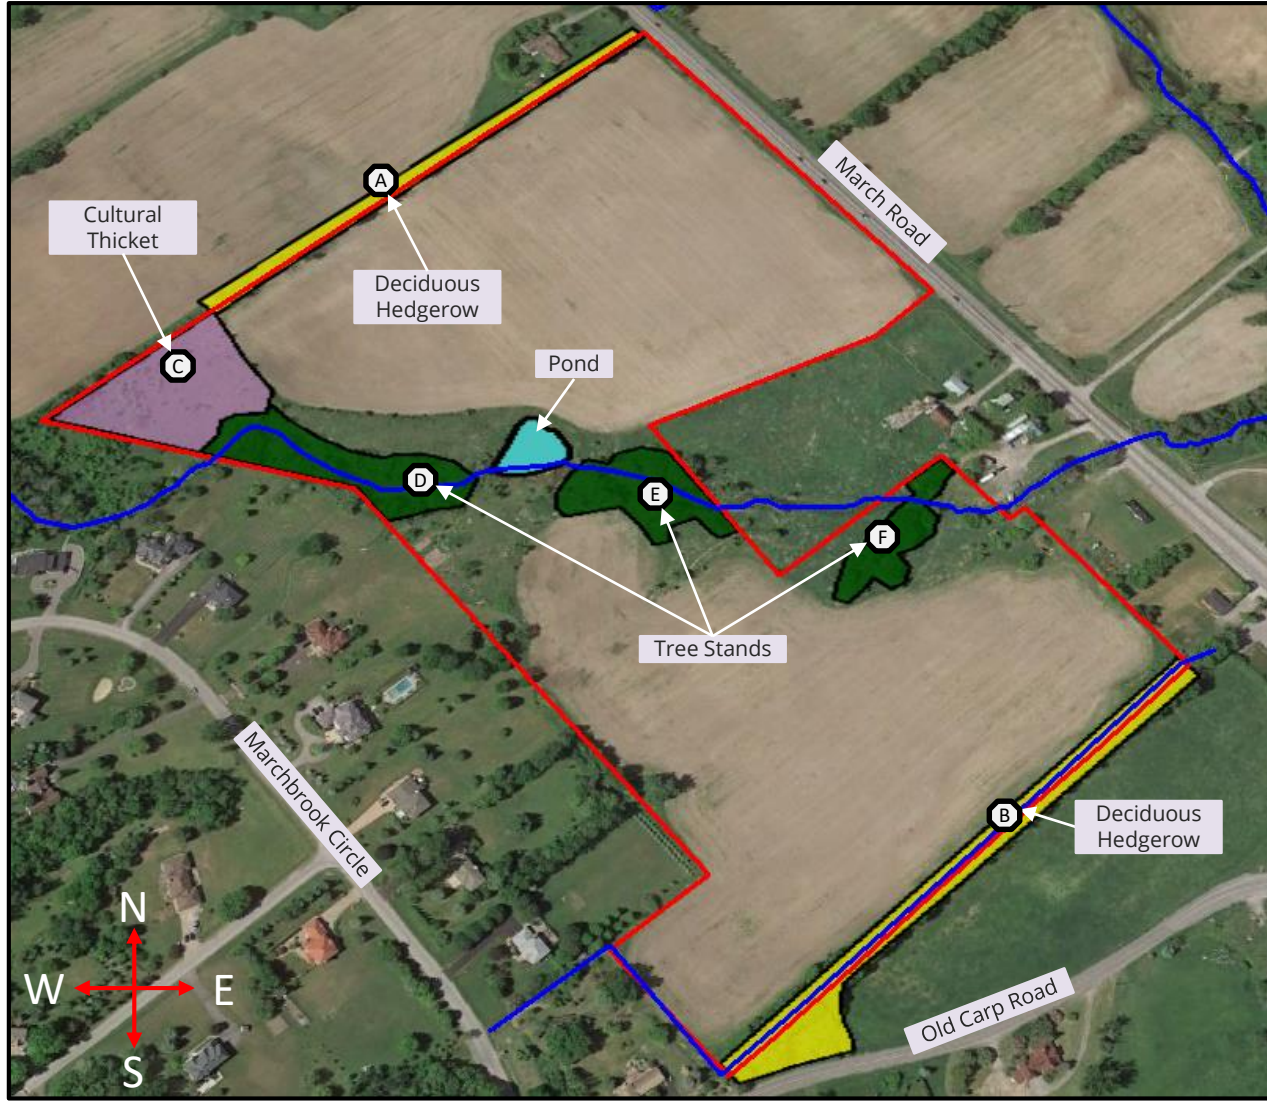 A
March Road
Cultural
Thicket
Deciduous
Hedgerow
C
Pond
D
E
F
Tree Stands
Marchbrook Circle
B
Deciduous
Hedgerow
N
W
E
S
Old Carp Road